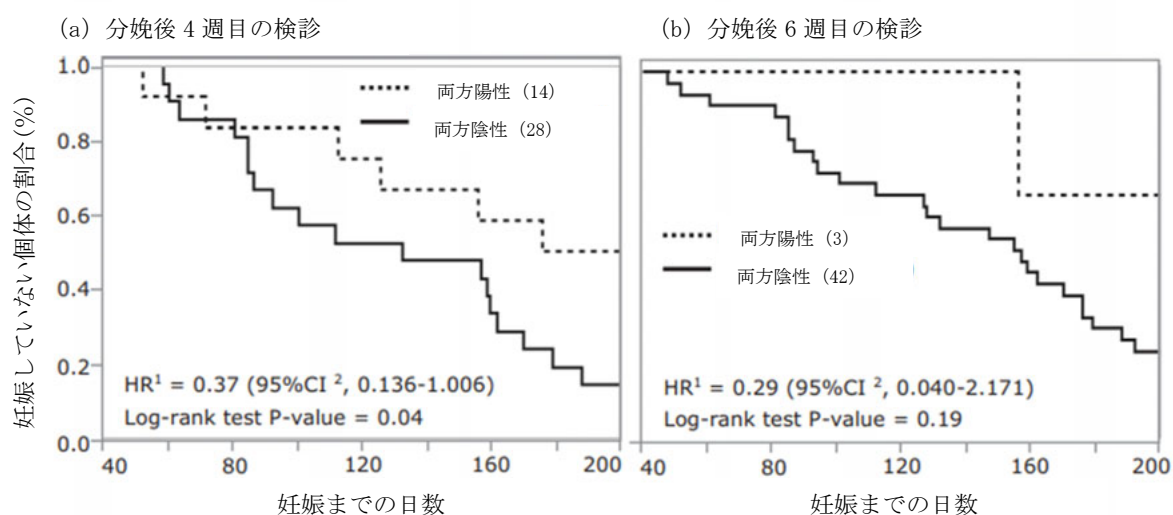 (a) 分娩後 4 週目の検診
妊娠していない個体の割合(%)
1.0
0.8
0.6
0.4
0.2
0.0
両方陽性 (14)
両方陰性 (28)
HR¹ = 0.37 (95%CI ², 0.136-1.006)
Log-rank test P-value = 0.04
40 80 120 160 200
妊娠までの日数
(b) 分娩後 6 週目の検診
両方陽性 (3)
両方陰性 (42)
HR¹ = 0.29 (95%CI ², 0.040-2.171)
Log-rank test P-value = 0.19
40 80 120 160 200
妊娠までの日数